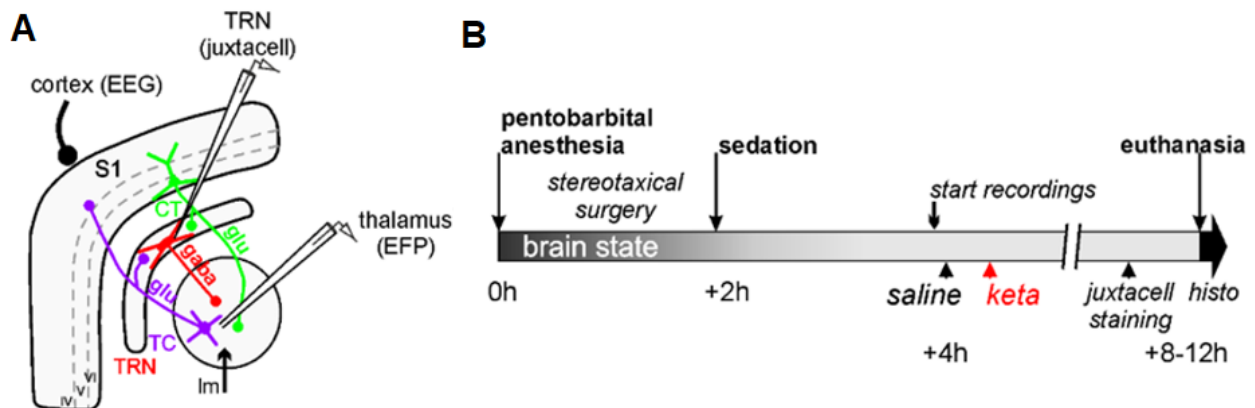 A
TRN
(juxtacell)
cortex (EEG)
S1
CT
glu
thalamus
(EFP)
gaba
glu
TC
TRN
lm
IV
V
VI
B
pentobarbital
anesthesia
sedation
euthanasia
stereotaxical
surgery
start recordings
brain state
0h
+2h
saline
keta
juxtacell
staining
histo
+4h
+8-12h